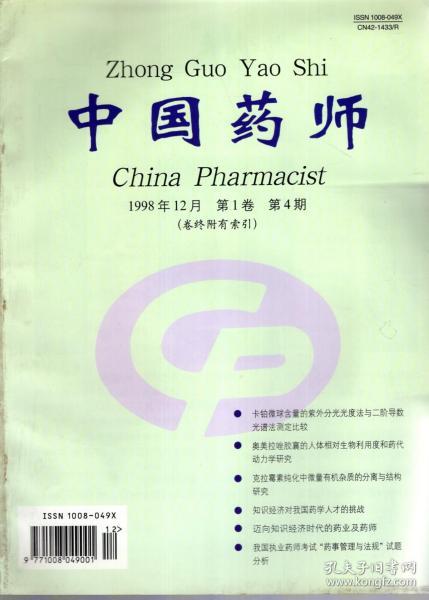 ISSN 1008-049X
CN42-1433/R
Zhong Guo Yao Shi
中国药师
China Pharmacist
1998年12月 第1卷 第4期
(卷终附有索引)
CP
● 卡铂微球含量的紫外分光光度法与二阶导数
光谱法测定比较
● 奥美拉唑胶囊的人体相对生物利用度和药代
动力学研究
● 克拉霉素纯化中微量有机杂质的分离与结构
研究
● 知识经济对我国药学人才的挑战
● 迈向知识经济时代的药业及药师
● 我国执业药师考试“药事管理与法规”试题
分析
ISSN 1008-049X
12>
9 771008 049001
孔夫子旧书网
kongfz.com